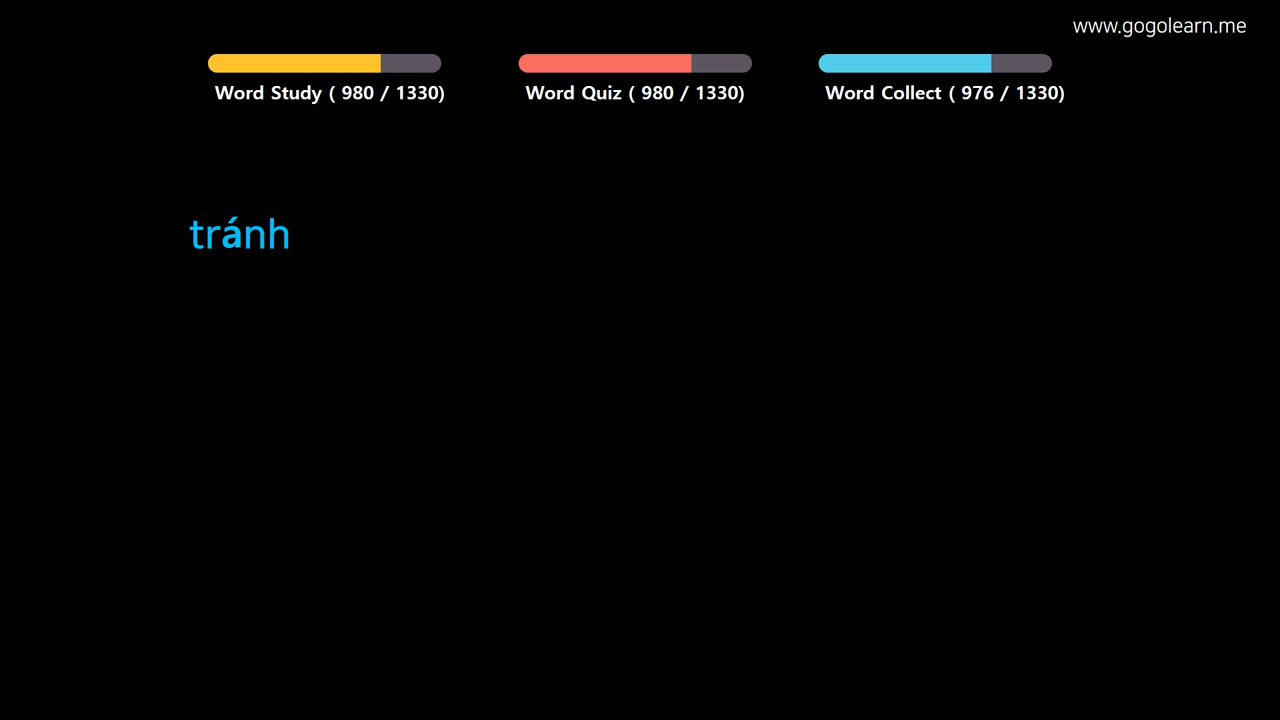 www.gogolearn.me
Word Study ( 980 / 1330)
Word Quiz ( 980 / 1330)
Word Collect ( 976 / 1330)
tránh